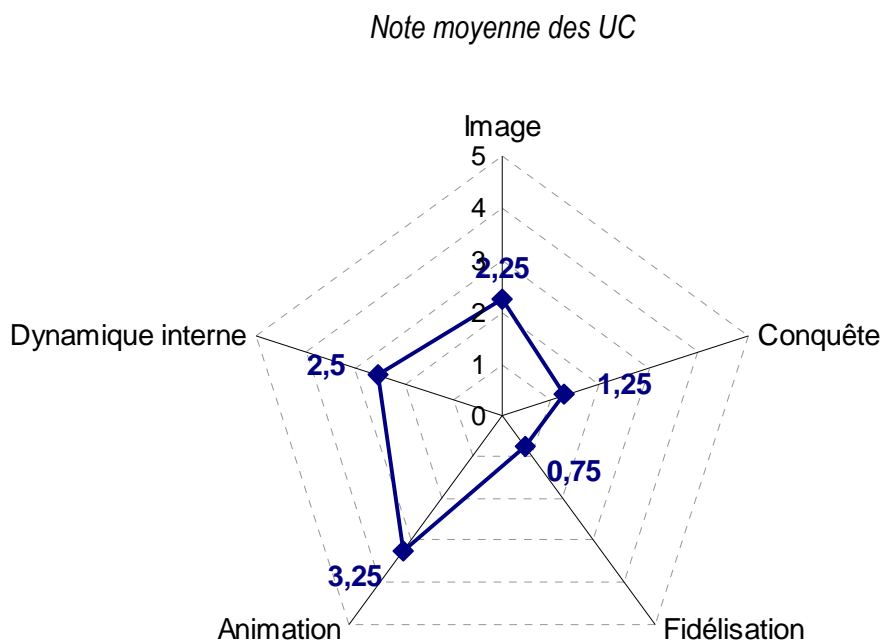 Note moyenne des UC
Image
5
4
3
2,25
2
Conquête
Dynamique interne
2,5
1
1,25
0
0,75
3,25
Animation
Fidélisation